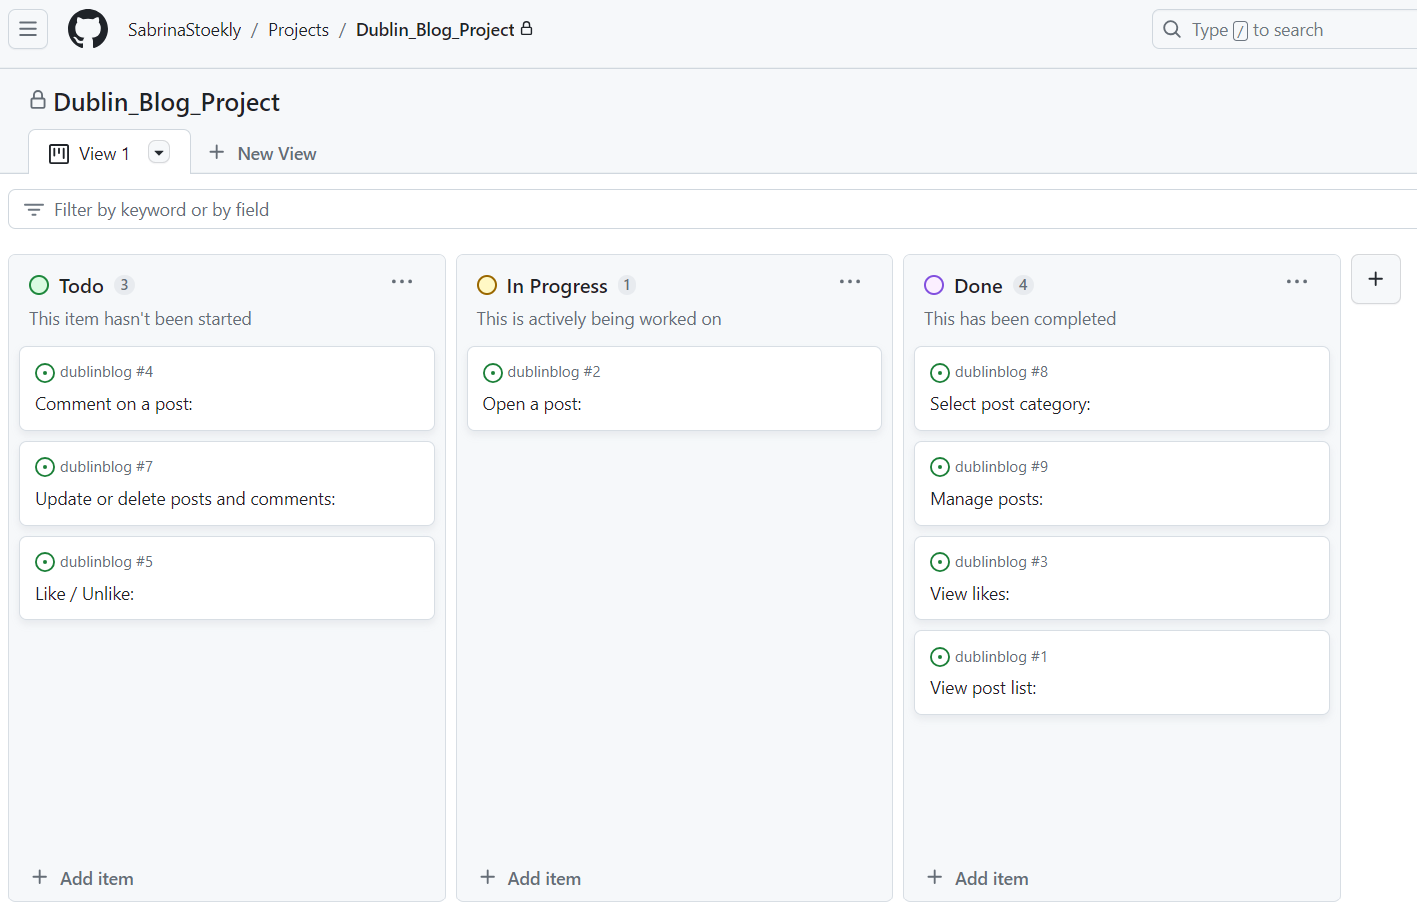 SabrinaStoekly / Projects / Dublin_Blog_Project
Type / to search
Dublin_Blog_Project
View 1
New View
Filter by keyword or by field
Todo 3
This item hasn't been started
dublinblog #4
Comment on a post:
dublinblog #7
Update or delete posts and comments:
dublinblog #5
Like / Unlike:
Add item
In Progress 1
This is actively being worked on
dublinblog #2
Open a post:
Add item
Done 4
This has been completed
dublinblog #8
Select post category:
dublinblog #9
Manage posts:
dublinblog #3
View likes:
dublinblog #1
View post list:
Add item